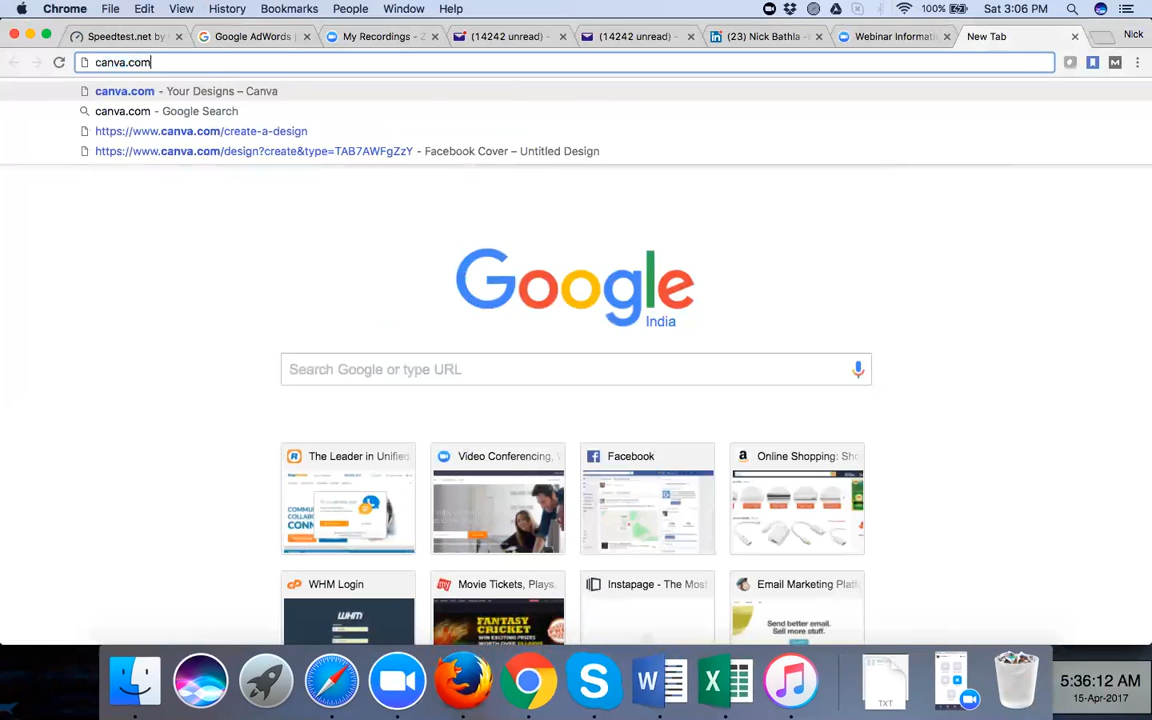 Chrome File Edit View History Bookmarks People Window Help 100% Sat 3:06 PM
Speedtest.net by Google AdWords My Recordings - Z (14242 unread) - (14242 unread) - (23) Nick Bathla - Webinar Informati New Tab Nick
canva.com
canva.com - Your Designs – Canva
canva.com - Google Search
https://www.canva.com/create-a-design
https://www.canva.com/design?create&type=TAB7AWFgZzY - Facebook Cover – Untitled Design
Google
India
Search Google or type URL
The Leader in Unified Video Conferencing, Facebook Online Shopping: Sho
WHM Login Movie Tickets, Plays, Instapage - The Most Email Marketing Platf
WHM
FANTASY
CRICKET
Send better email.
Sell more stuff.
TXT
5:36:12 AM
15-Apr-2017